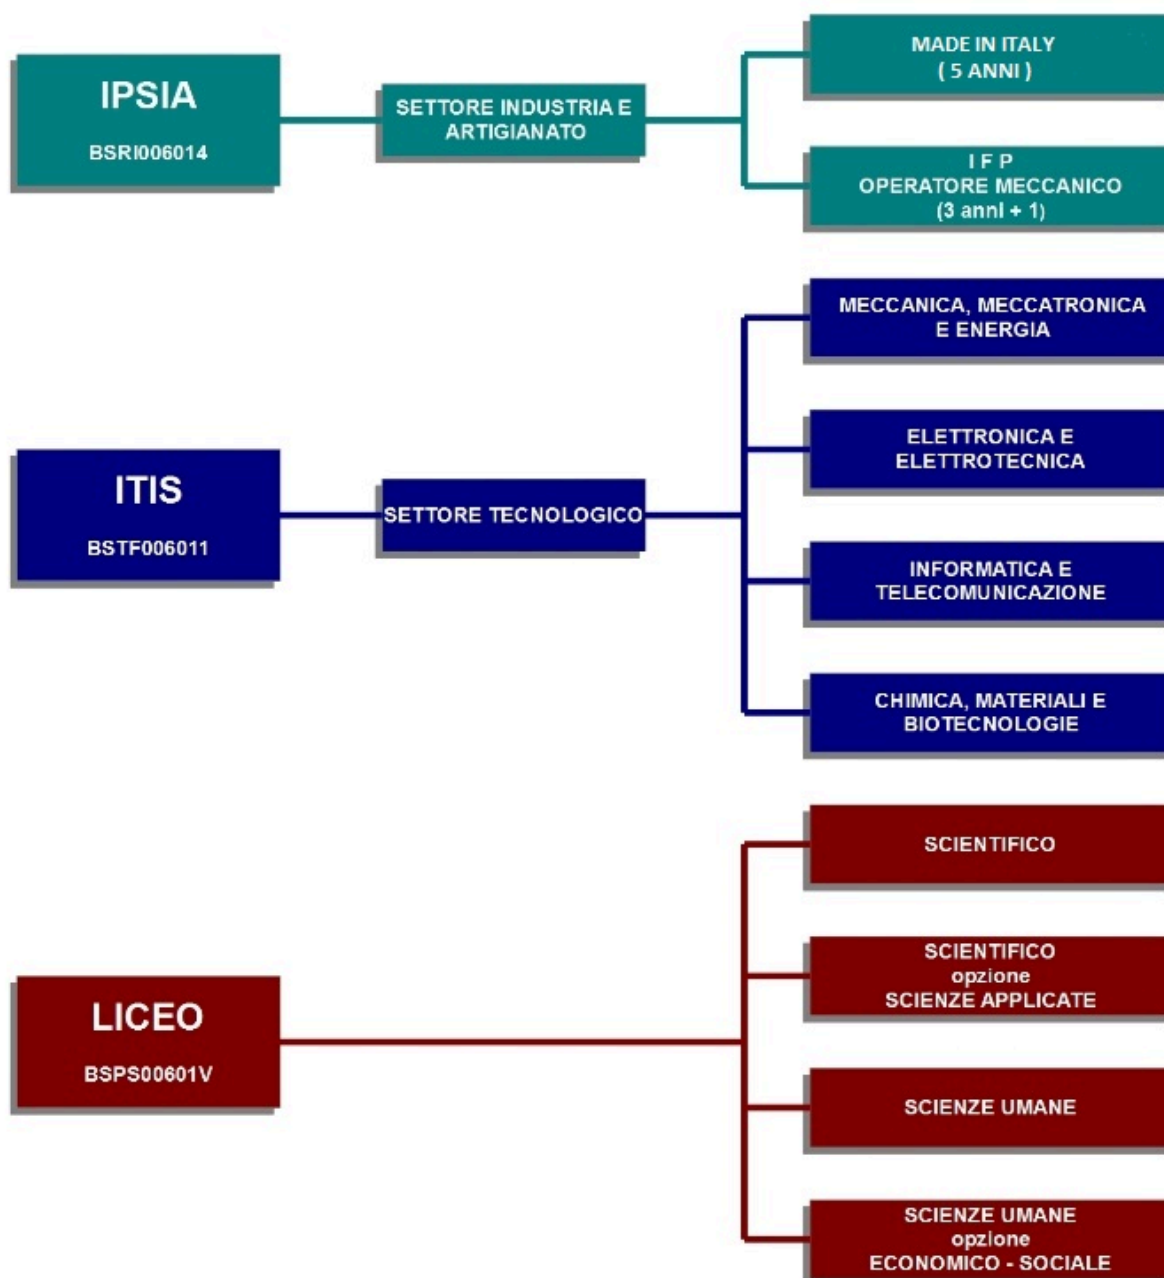 IPSIA
BSRI006014
SETTORE INDUSTRIA E
ARTIGIANATO
MADE IN ITALY
( 5 ANNI )
I F P
OPERATORE MECCANICO
(3 anni + 1)
ITIS
BSTF006011
SETTORE TECNOLOGICO
MECCANICA, MECCATRONICA
E ENERGIA
ELETTRONICA E
ELETTROTECNICA
INFORMATICA E
TELECOMUNICAZIONE
CHIMICA, MATERIALI E
BIOTECNOLOGIE
LICEO
BSPS00601V
SCIENTIFICO
SCIENTIFICO
opzione
SCIENZE APPLICATE
SCIENZE UMANE
SCIENZE UMANE
opzione
ECONOMICO - SOCIALE